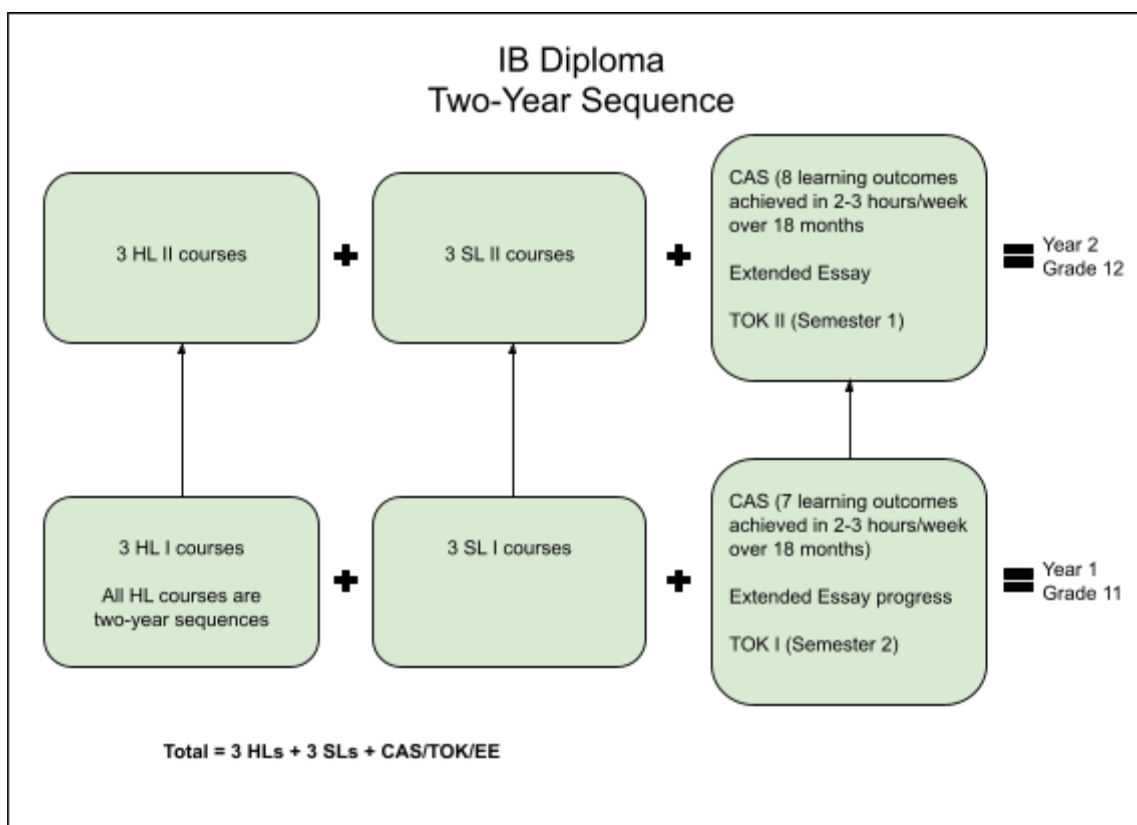 IB Diploma
Two-Year Sequence
3 HL II courses
3 SL II courses
CAS (8 learning outcomes
achieved in 2-3 hours/week
over 18 months
Extended Essay
TOK II (Semester 1)
Year 2
Grade 12
3 HL I courses
All HL courses are
two-year sequences
3 SL I courses
CAS (7 learning outcomes
achieved in 2-3 hours/week
over 18 months)
Extended Essay progress
TOK I (Semester 2)
Year 1
Grade 11
Total = 3 HLs + 3 SLs + CAS/TOK/EE